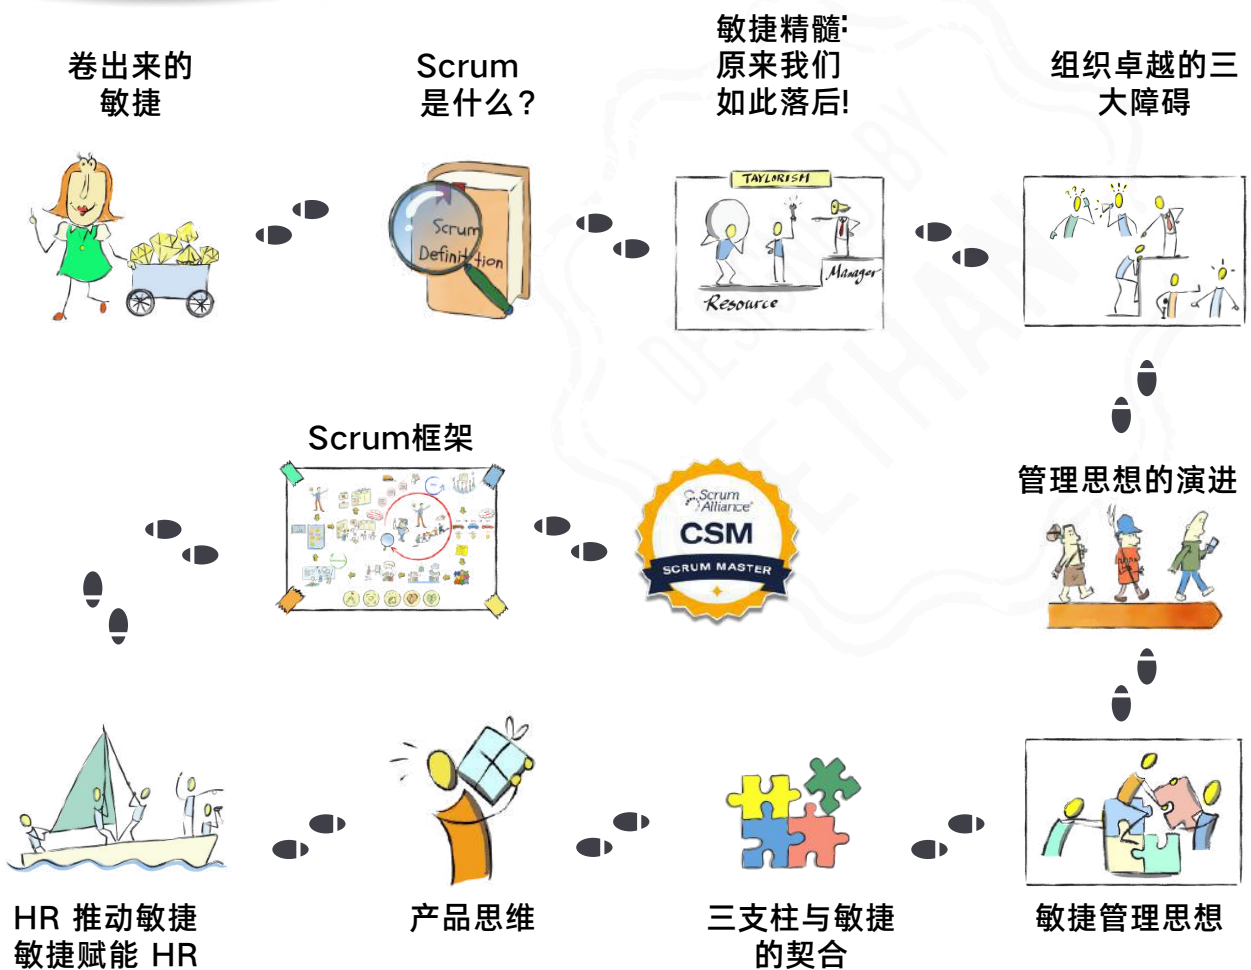 卷出来的
敏捷
Scrum
是什么?
敏捷精髓:
原来我们
如此落后!
组织卓越的三
大障碍
Scrum
Definition
TAYLORISM
Manager
Resource
DESIGNED BY
ETHAN
Scrum框架
Scrum
Alliance®
CSM
SCRUM MASTER
管理思想的演进
HR 推动敏捷
敏捷赋能 HR
产品思维
三支柱与敏捷
的契合
敏捷管理思想